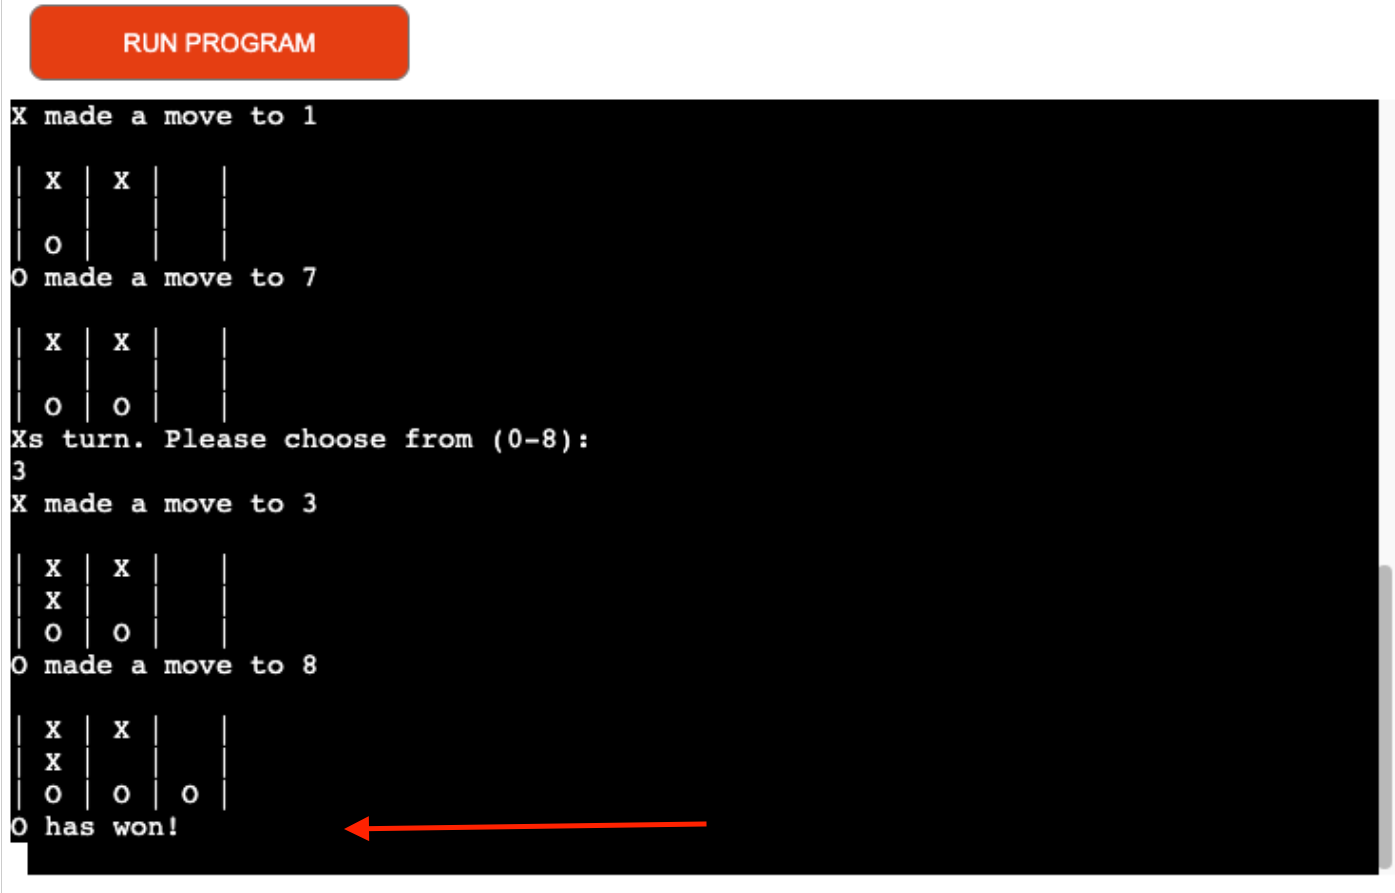 RUN PROGRAM
X made a move to 1
| X | X |   |
|   |   |   |
| O |   |   |
O made a move to 7
| X | X |   |
|   |   |   |
| O | O |   |
Xs turn. Please choose from (0-8):
3
X made a move to 3
| X | X |   |
| X |   |   |
| O | O |   |
O made a move to 8
| X | X |   |
| X |   |   |
| O | O | O |
O has won!